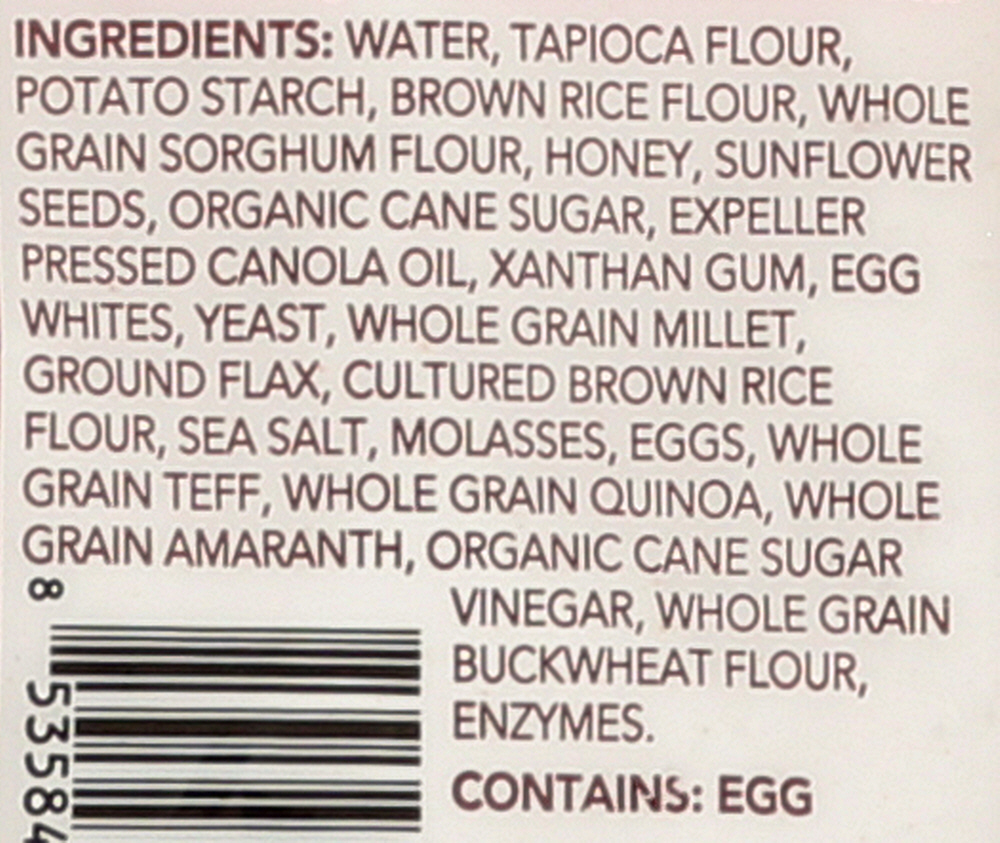 INGREDIENTS: WATER, TAPIOCA FLOUR,
POTATO STARCH, BROWN RICE FLOUR, WHOLE
GRAIN SORGHUM FLOUR, HONEY, SUNFLOWER
SEEDS, ORGANIC CANE SUGAR, EXPELLER
PRESSED CANOLA OIL, XANTHAN GUM, EGG
WHITES, YEAST, WHOLE GRAIN MILLET,
GROUND FLAX, CULTURED BROWN RICE
FLOUR, SEA SALT, MOLASSES, EGGS, WHOLE
GRAIN TEFF, WHOLE GRAIN QUINOA, WHOLE
GRAIN AMARANTH, ORGANIC CANE SUGAR
VINEGAR, WHOLE GRAIN
BUCKWHEAT FLOUR,
ENZYMES.
CONTAINS: EGG
8 53584